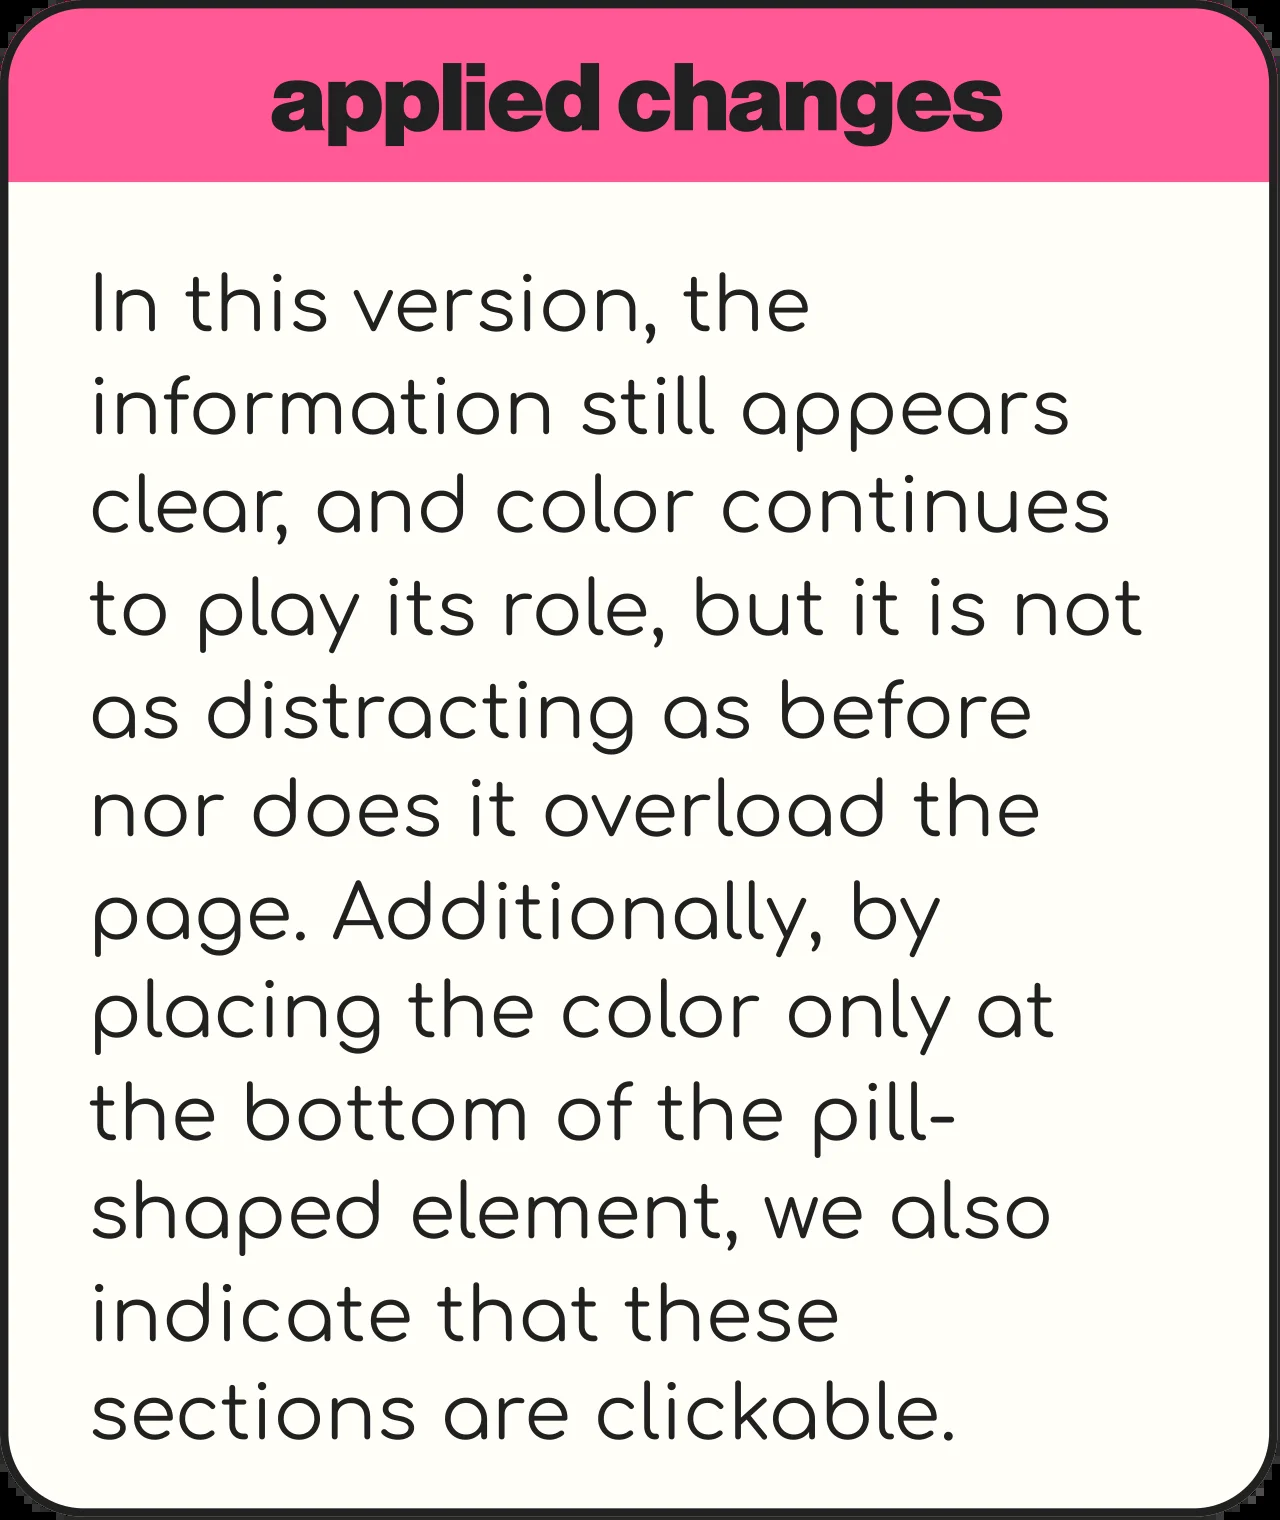 applied changes
In this version, the
information still appears
clear, and color continues
to play its role, but it is not
as distracting as before
nor does it overload the
page. Additionally, by
placing the color only at
the bottom of the pill-
shaped element, we also
indicate that these
sections are clickable.